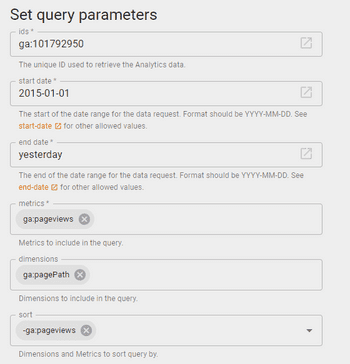 Set query parameters
ids *
ga:101792950
The unique ID used to retrieve the Analytics data.
start date *
2015-01-01
The start of the date range for the data request. Format should be YYYY-MM-DD. See
start-date for other allowed values.
end date *
yesterday
The end of the date range for the data request. Format should be YYYY-MM-DD. See
end-date for other allowed values.
metrics *
ga:pageviews
Metrics to include in the query.
dimensions
ga:pagePath
Dimensions to include in the query.
sort
-ga:pageviews
Dimensions and Metrics to sort query by.